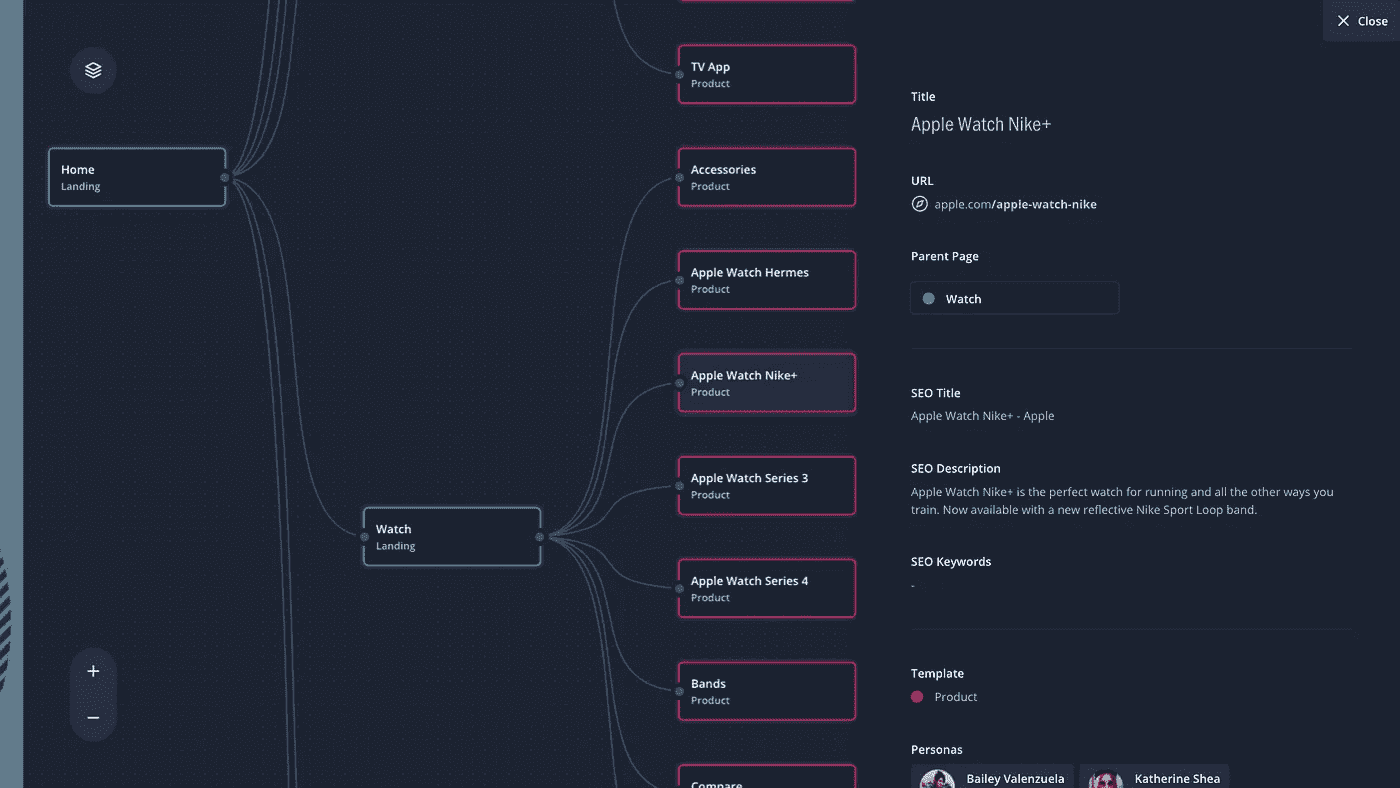 Close
TV App
Product
Home
Landing
Accessories
Product
Apple Watch Hermes
Product
Apple Watch Nike+
Product
Apple Watch Series 3
Product
Watch
Landing
Apple Watch Series 4
Product
Bands
Product
Compare
Title
Apple Watch Nike+
URL
apple.com/apple-watch-nike
Parent Page
Watch
SEO Title
Apple Watch Nike+ - Apple
SEO Description
Apple Watch Nike+ is the perfect watch for running and all the other ways you
train. Now available with a new reflective Nike Sport Loop band.
SEO Keywords
-
Template
Product
Personas
Bailey Valenzuela
Katherine Shea